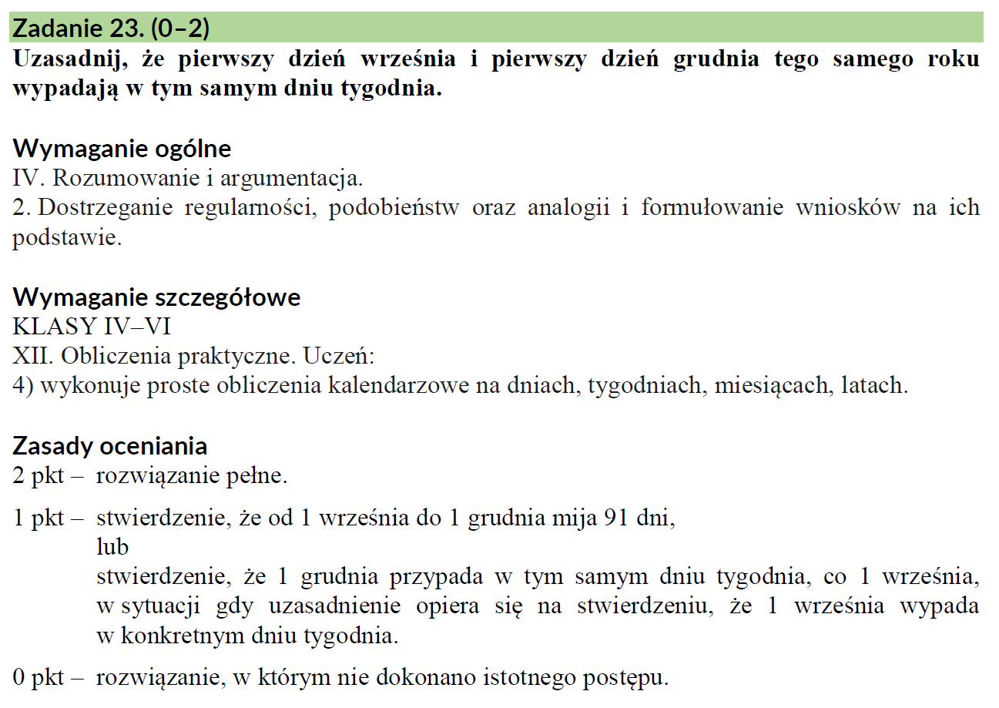 Zadanie 23. (0–2)
Uzasadnij, że pierwszy dzień września i pierwszy dzień grudnia tego samego roku
wypadają w tym samym dniu tygodnia.
Wymaganie ogólne
IV. Rozumowanie i argumentacja.
2. Dostrzeganie regularności, podobieństw oraz analogii i formułowanie wniosków na ich
podstawie.
Wymaganie szczegółowe
KLASY IV–VI
XII. Obliczenia praktyczne. Uczeń:
4) wykonuje proste obliczenia kalendarzowe na dniach, tygodniach, miesiącach, latach.
Zasady oceniania
2 pkt – rozwiązanie pełne.
1 pkt – stwierdzenie, że od 1 września do 1 grudnia mija 91 dni,
lub
stwierdzenie, że 1 grudnia przypada w tym samym dniu tygodnia, co 1 września,
w sytuacji gdy uzasadnienie opiera się na stwierdzeniu, że 1 września wypada
w konkretnym dniu tygodnia.
0 pkt – rozwiązanie, w którym nie dokonano istotnego postępu.